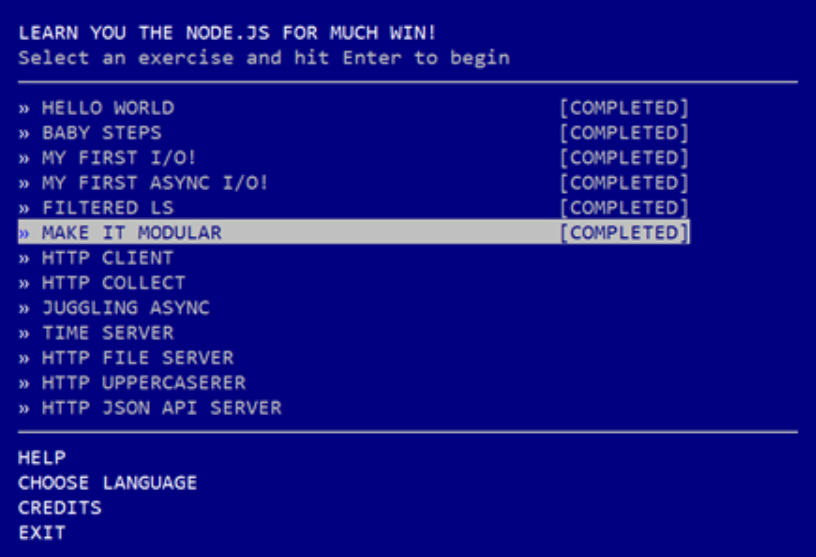 LEARN YOU THE NODE.JS FOR MUCH WIN!
Select an exercise and hit Enter to begin
» HELLO WORLD [COMPLETED]
» BABY STEPS [COMPLETED]
» MY FIRST I/O! [COMPLETED]
» MY FIRST ASYNC I/O! [COMPLETED]
» FILTERED LS [COMPLETED]
» MAKE IT MODULAR [COMPLETED]
» HTTP CLIENT
» HTTP COLLECT
» JUGGLING ASYNC
» TIME SERVER
» HTTP FILE SERVER
» HTTP UPPERCASERER
» HTTP JSON API SERVER
HELP
CHOOSE LANGUAGE
CREDITS
EXIT